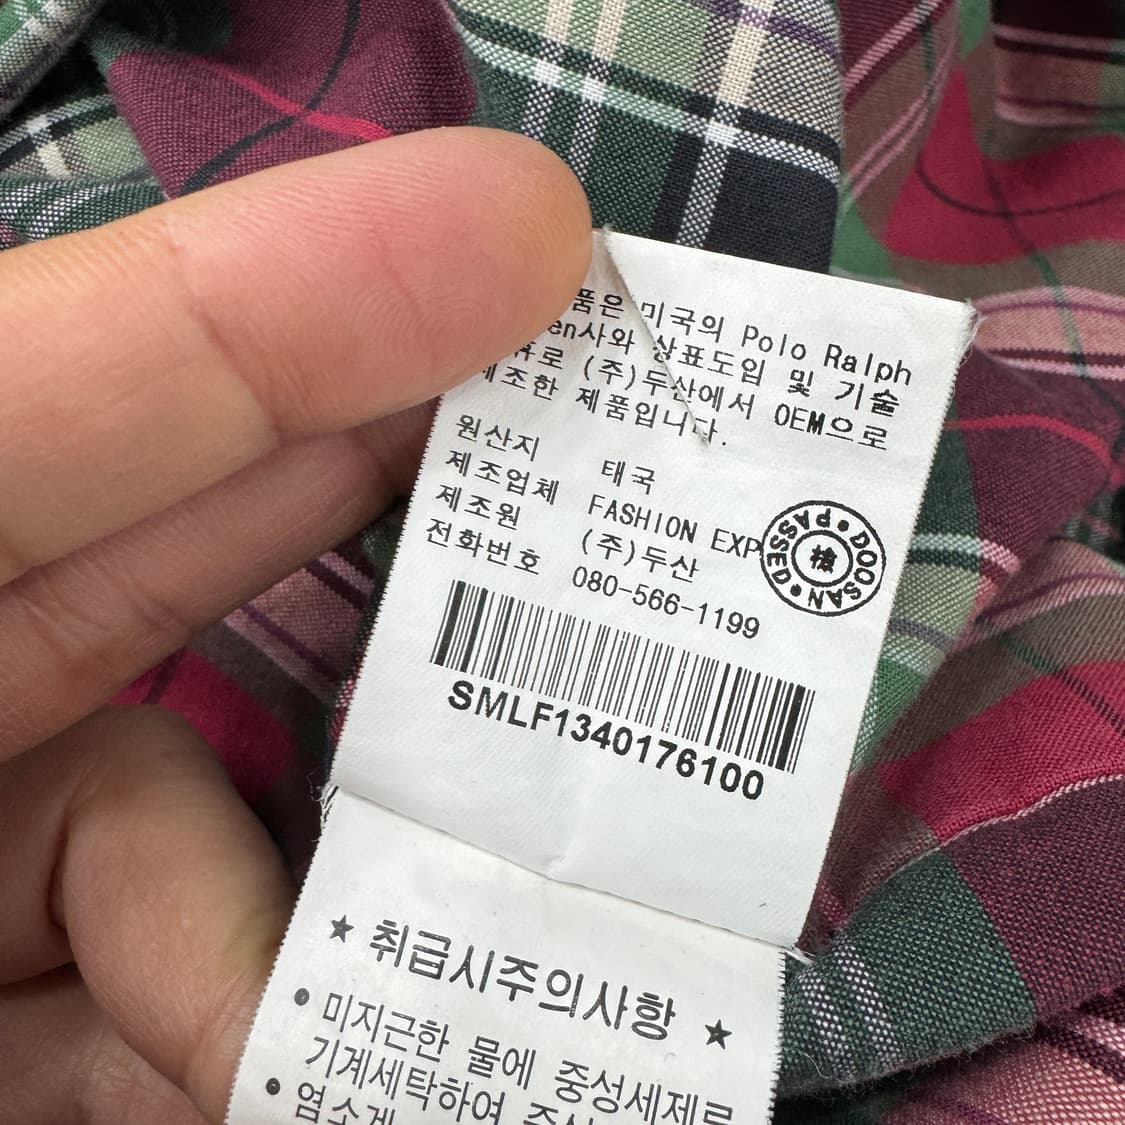 품은 미국의 Polo Ralph
en사와 상표도입 및 기술
로 (주)두산에서 OEM으로
제조한 제품입니다.
원산지 태국
제조업체 FASHION EXP
제조원 (주)두산
전화번호 080-566-1199
PASSED DOOSAN
檢
SMLF1340176100
★ 취급시주의사항 ★
• 미지근한 물에 중성세제로
기계세탁하여
• 염소계